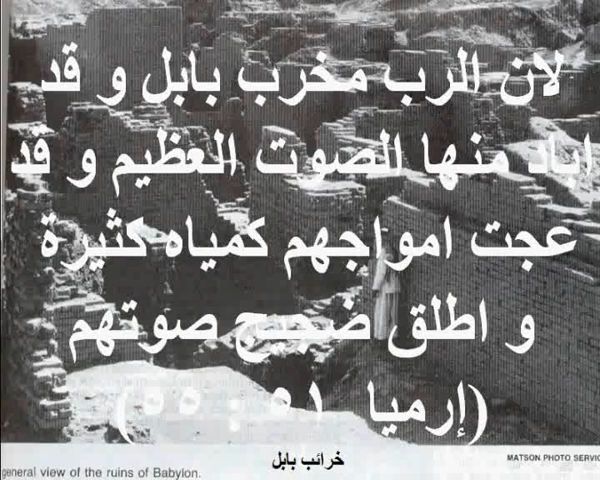 لان الرب مخرب بابل و قد
اباد منها الصوت العظيم و قد
عجت امواجهم كمياه كثيرة
و اطلق ضجيج صوتهم
(إرميا ٥١ : ٥٥)
خرائب بابل
MATSON PHOTO SERVIC
general view of the ruins of Babylon.